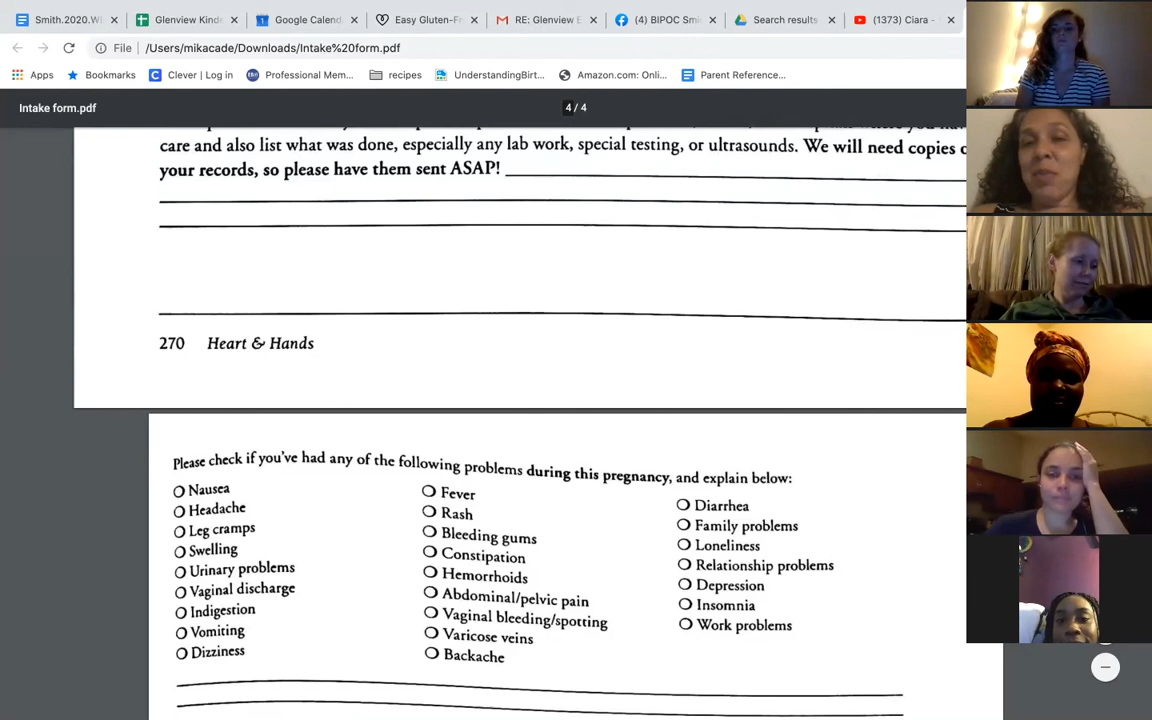 Smith.2020.W
Glenview Kinde
Google Calend
Easy Gluten-Fr
RE: Glenview E
(4) BIPOC Smi
Search results
(1373) Ciara -
File /Users/mikacade/Downloads/Intake%20form.pdf
Apps
Bookmarks
Clever | Log in
Professional Mem...
recipes
UnderstandingBirt...
Amazon.com: Onli...
Parent Reference...
Intake form.pdf
4 / 4
care and also list what was done, especially any lab work, special testing, or ultrasounds. We will need copies o
your records, so please have them sent ASAP!
270 Heart & Hands
Please check if you've had any of the following problems during this pregnancy, and explain below:
Nausea
Headache
Leg cramps
Swelling
Urinary problems
Vaginal discharge
Indigestion
Vomiting
Dizziness
Fever
Rash
Bleeding gums
Constipation
Hemorrhoids
Abdominal/pelvic pain
Vaginal bleeding/spotting
Varicose veins
Backache
Diarrhea
Family problems
Loneliness
Relationship problems
Depression
Insomnia
Work problems